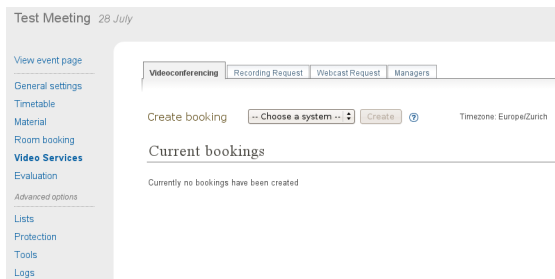 Test Meeting 28 July
View event page
General settings
Timetable
Material
Room booking
Video Services
Evaluation
Advanced options
Lists
Protection
Tools
Logs
Videoconferencing Recording Request Webcast Request Managers
Create booking -- Choose a system -- Create ? Timezone: Europe/Zurich
Current bookings
Currently no bookings have been created